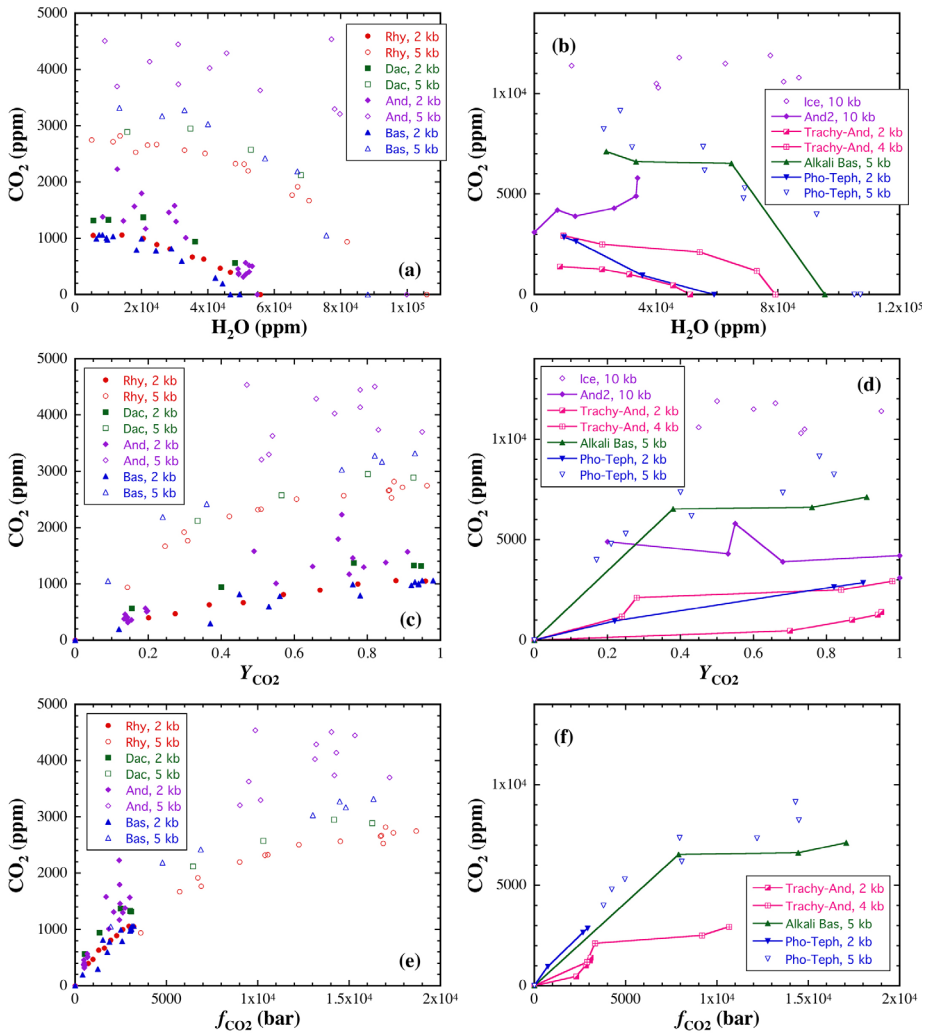 5000
4000
3000
2000
1000
0
CO2 (ppm)
Rhy, 2 kb
Rhy, 5 kb
Dac, 2 kb
Dac, 5 kb
And, 2 kb
And, 5 kb
Bas, 2 kb
Bas, 5 kb
(a)
0 2x10^4 4x10^4 6x10^4 8x10^4 1x10^5
H2O (ppm)
1x10^4
5000
0
CO2 (ppm)
(b)
Ice, 10 kb
And2, 10 kb
Trachy-And, 2 kb
Trachy-And, 4 kb
Alkali Bas, 5 kb
Pho-Teph, 2 kb
Pho-Teph, 5 kb
0 4x10^4 8x10^4 1.2x10^5
H2O (ppm)
5000
4000
3000
2000
1000
0
CO2 (ppm)
Rhy, 2 kb
Rhy, 5 kb
Dac, 2 kb
Dac, 5 kb
And, 2 kb
And, 5 kb
Bas, 2 kb
Bas, 5 kb
(c)
0 0.2 0.4 0.6 0.8 1
YCO2
1x10^4
5000
0
CO2 (ppm)
(d)
Ice, 10 kb
And2, 10 kb
Trachy-And, 2 kb
Trachy-And, 4 kb
Alkali Bas, 5 kb
Pho-Teph, 2 kb
Pho-Teph, 5 kb
0 0.2 0.4 0.6 0.8 1
YCO2
5000
4000
3000
2000
1000
0
CO2 (ppm)
Rhy, 2 kb
Rhy, 5 kb
Dac, 2 kb
Dac, 5 kb
And, 2 kb
And, 5 kb
Bas, 2 kb
Bas, 5 kb
(e)
0 5000 1x10^4 1.5x10^4 2x10^4
fCO2 (bar)
1x10^4
5000
0
CO2 (ppm)
(f)
Trachy-And, 2 kb
Trachy-And, 4 kb
Alkali Bas, 5 kb
Pho-Teph, 2 kb
Pho-Teph, 5 kb
0 5000 1x10^4 1.5x10^4 2x10^4
fCO2 (bar)